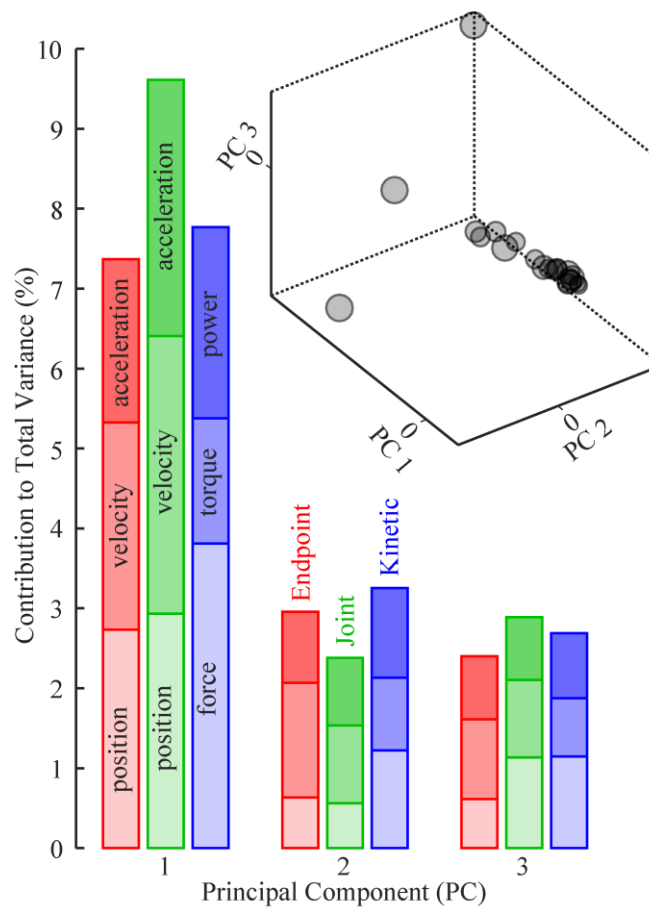 Contribution to Total Variance (%)
10
9
8
7
6
5
4
3
2
1
0
position
velocity
acceleration
position
velocity
acceleration
force
torque
power
Endpoint
Joint
Kinetic
1
2
3
Principal Component (PC)
PC 3
0
PC 1
0
PC 2
0